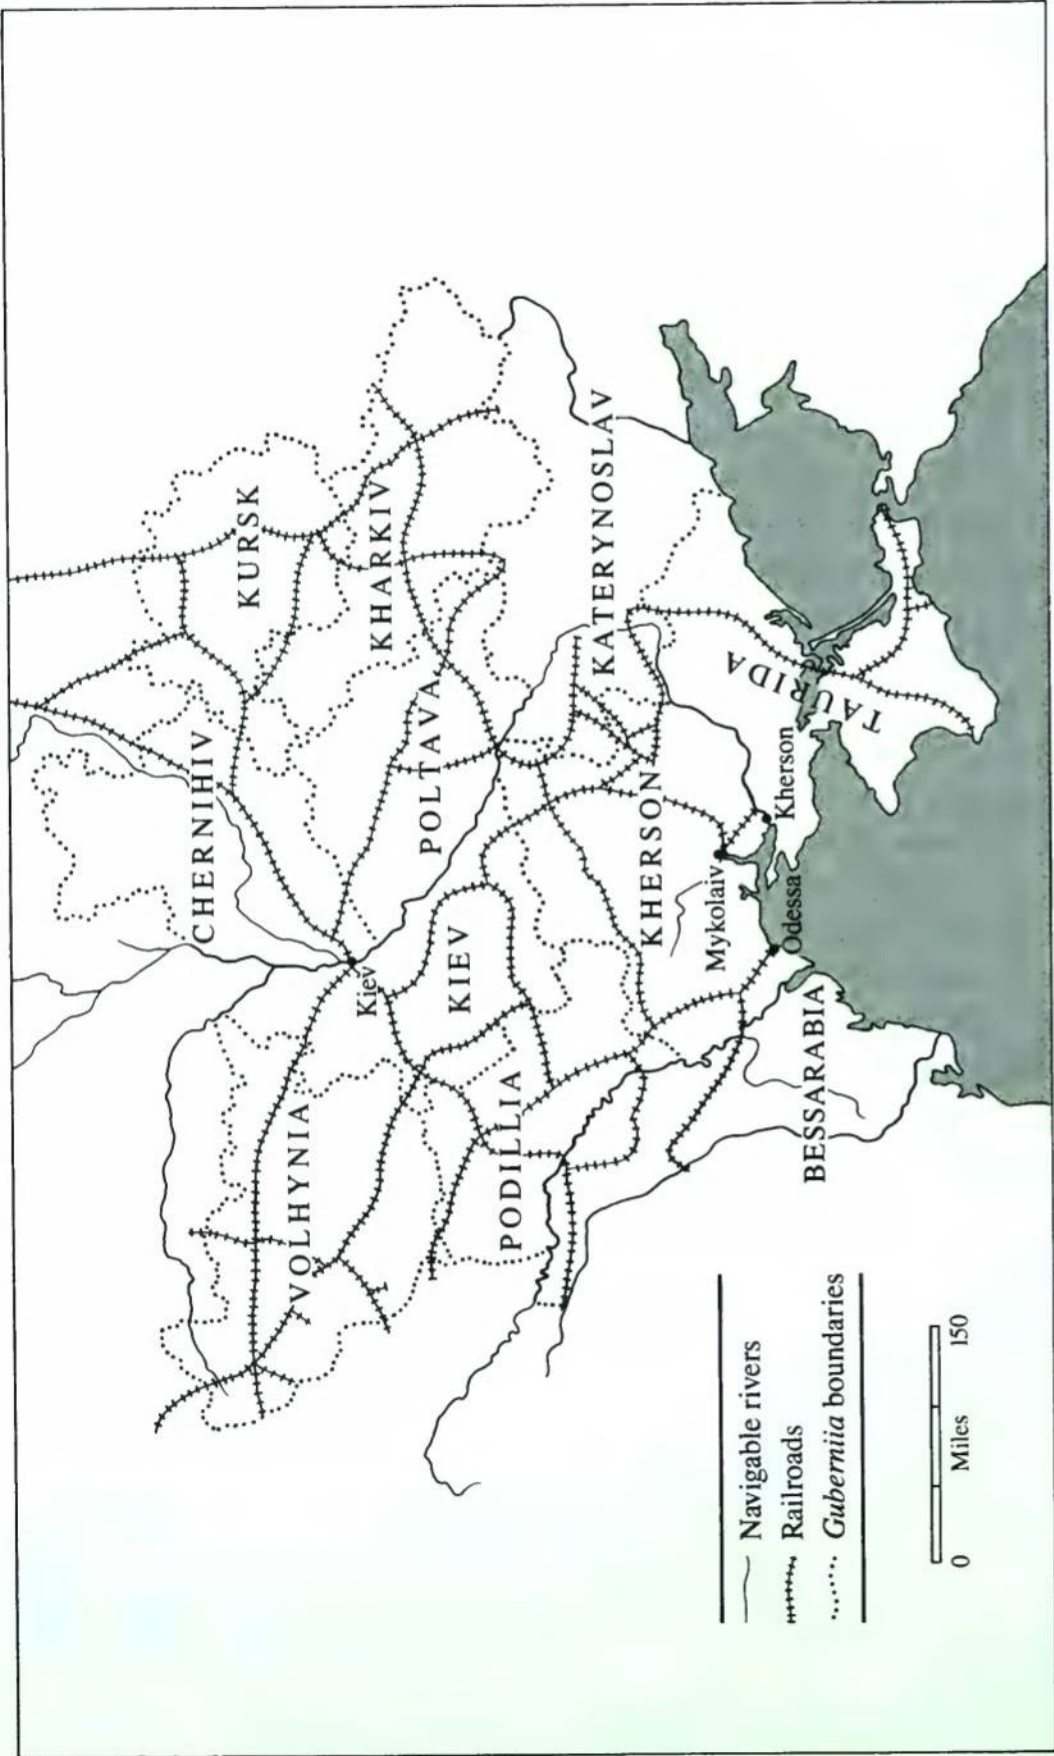 CHERNIHIV
KURSK
VOLHYNIA
Kiev
KIEV
POLTAVA
KHARKIV
PODILLIA
KHERSON
KATERYNOSLAV
BESSARABIA
Mykolaiv
Odessa
Kherson
TAURIDA
TAURIDA
Navigable rivers
Railroads
Guberniia boundaries
0 Miles 150